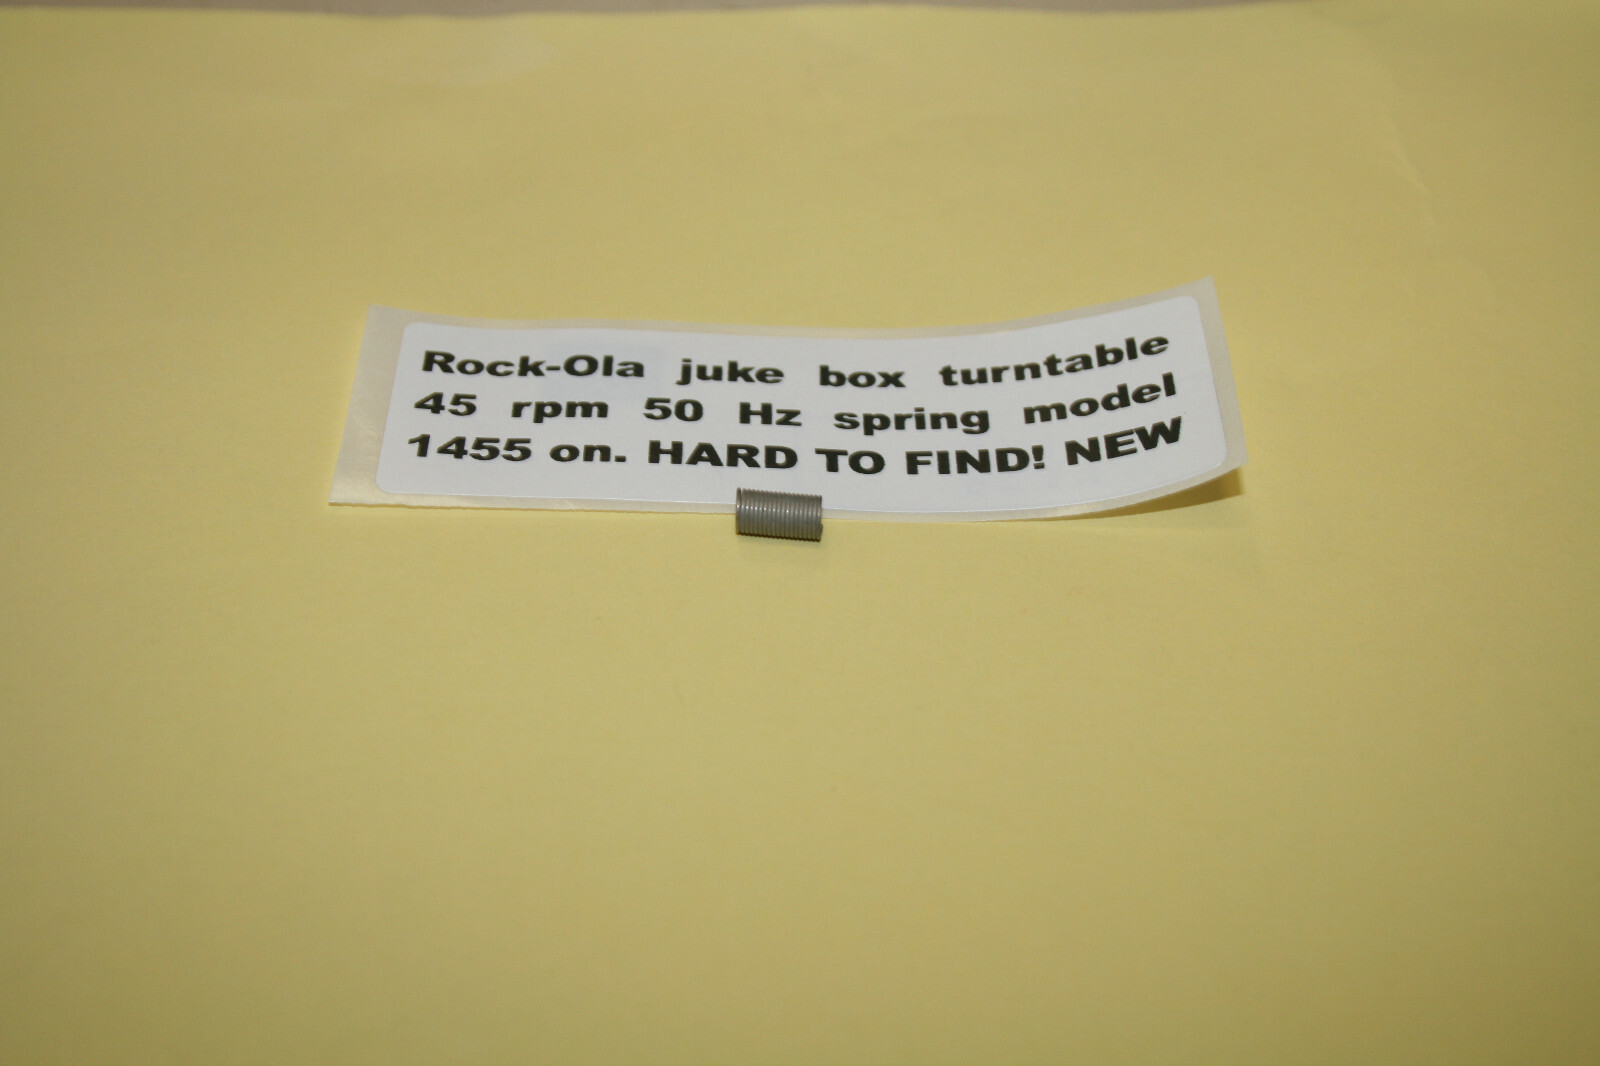 Rock-Ola juke box turntable
45 rpm 50 Hz spring model
1455 on. HARD TO FIND! NEW